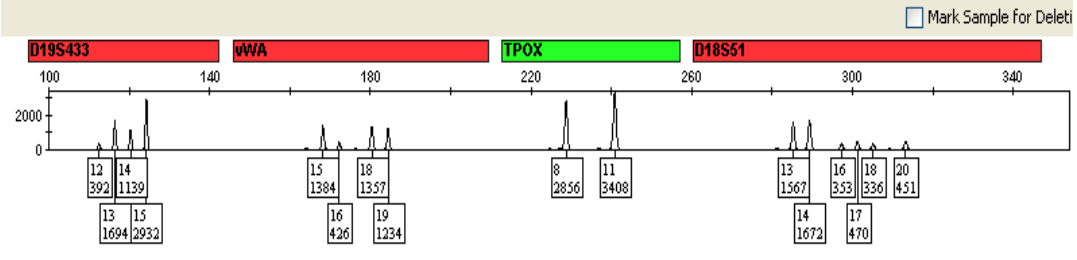 Mark Sample for Deleti
D19S433 vWA TPOX D18S51
100 140 180 220 260 300 340
2000
0
12 14 15 18 8 11 13 16 18 20
392 1139 1384 1357 2856 3408 1567 353 336 451
13 15 16 19 14 17
1694 2932 426 1234 1672 470